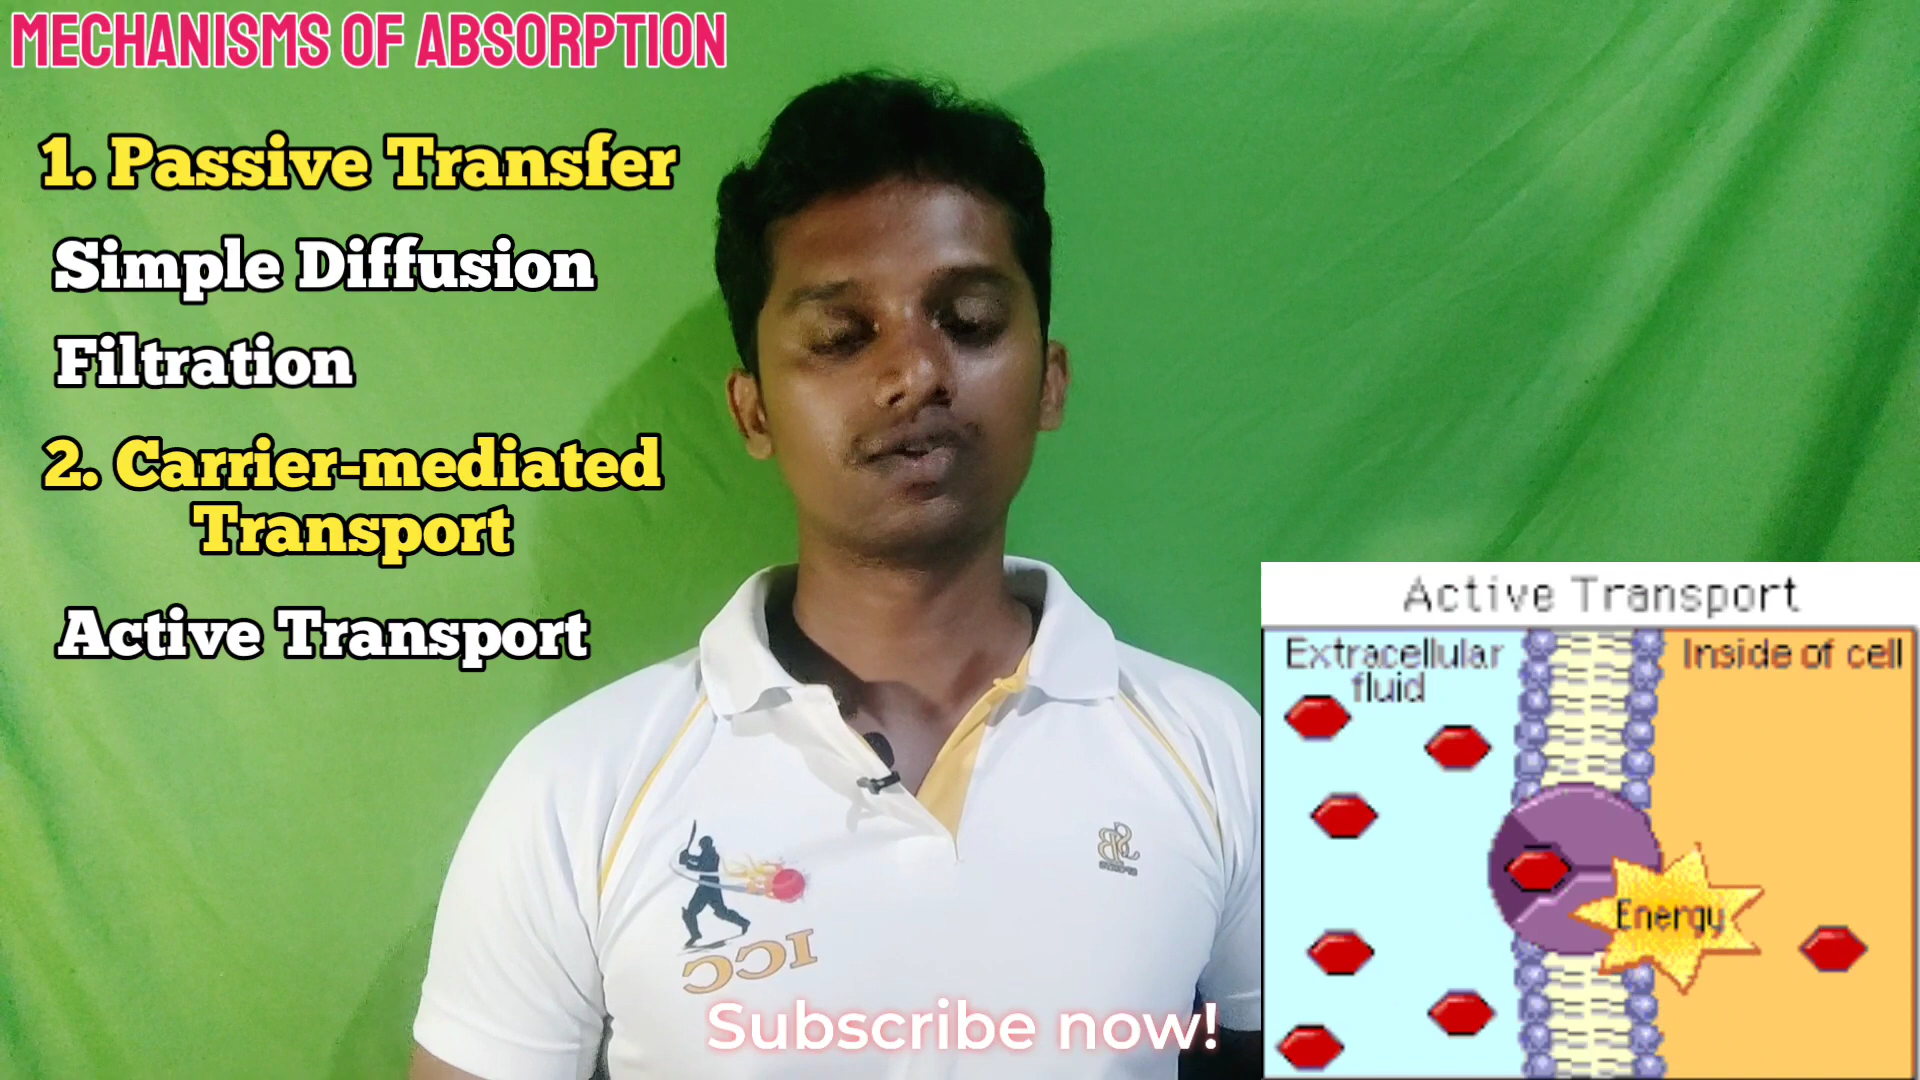 MECHANISMS OF ABSORPTION
1. Passive Transfer
Simple Diffusion
Filtration
2. Carrier-mediated
Transport
Active Transport
Active Transport
Extracellular
fluid
Inside of cell
Energy
ICC
Subscribe now!